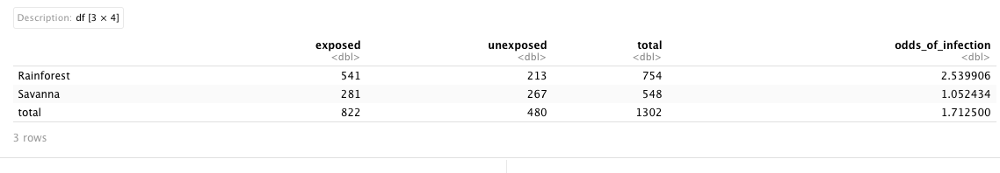 Description: df [3 × 4]
exposed unexposed total odds_of_infection
<dbl> <dbl> <dbl> <dbl>
Rainforest 541 213 754 2.539906
Savanna 281 267 548 1.052434
total 822 480 1302 1.712500
3 rows